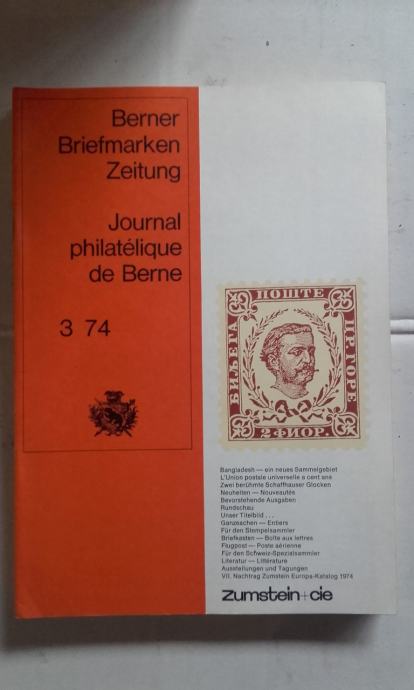 Berner
Briefmarken
Zeitung
Journal
philatélique
de Berne
3 74
ПОШТЕ
БИЉЕГА
ЦР. ГОРЕ
2 ФИОР.
Bangladesh — ein neues Sammelgebiet
L'Union postale universelle a cent ans
Zwei berühmte Schaffhauser Glocken
Neuheiten — Nouveautés
Bevorstehende Ausgaben
Rundschau
Unser Titelbild ...
Ganzsachen — Entiers
Für den Stempelsammler
Briefkasten — Boîte aux lettres
Flugpost — Poste aérienne
Für den Schweiz-Spezialsammler
Literatur — Littérature
Ausstellungen und Tagungen
VII. Nachtrag Zumstein Europa-Katalog 1974
zumstein+cie